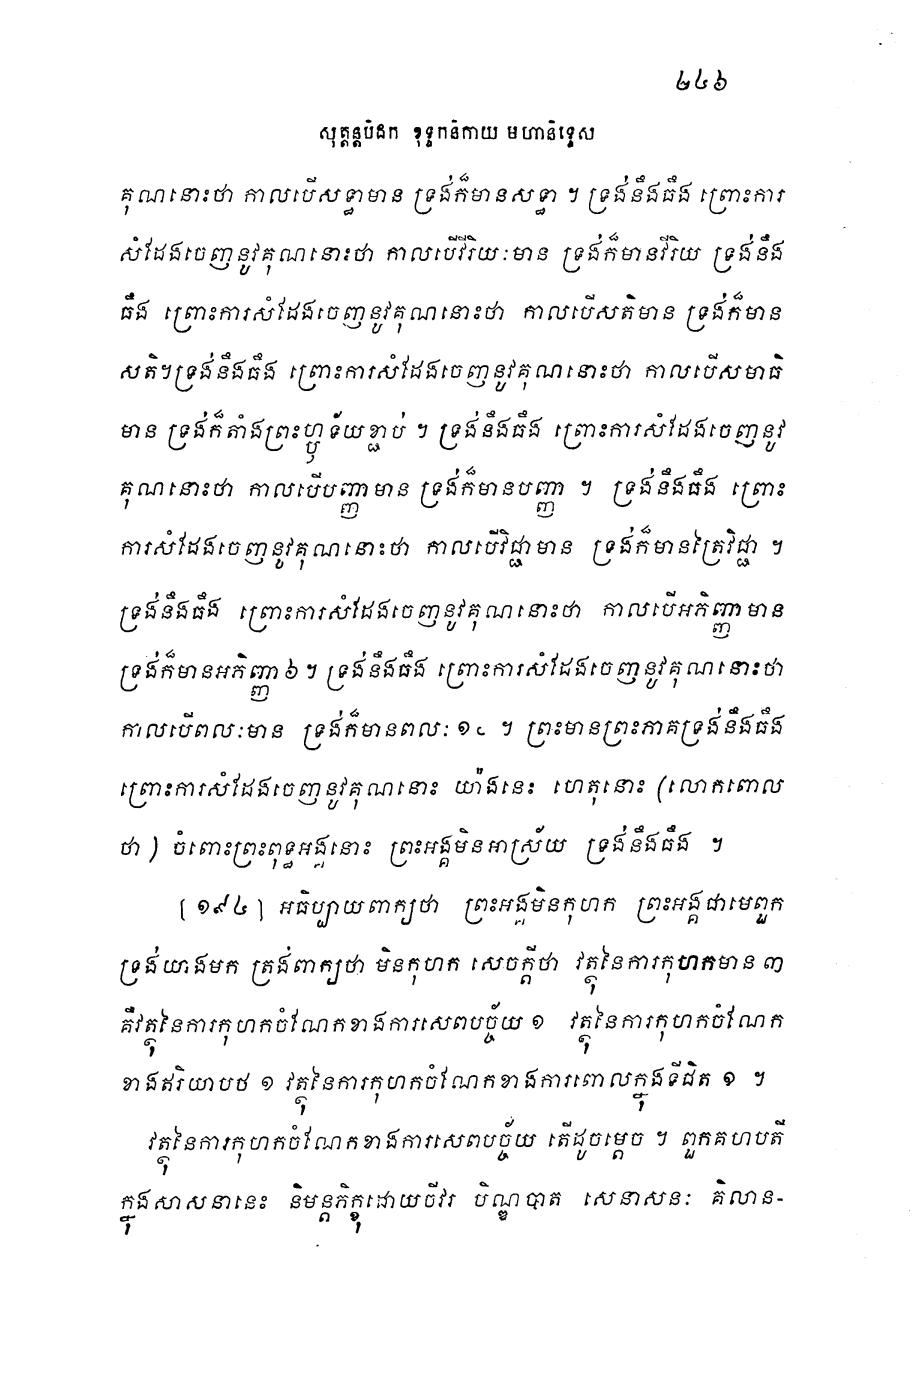 ២៤៦
សុត្តន្តបិដក ខុទ្ទកនិកាយ មហានិទ្ទេស
គុណនោះថា កាលបើសទ្ធាមាន ទ្រង់ក៏មានសទ្ធា ។ ទ្រង់នឹងធឹង ព្រោះការ
សំដែងចេញនូវគុណនោះថា កាលបើវីរិយៈមាន ទ្រង់ក៏មានវីរិយ ទ្រង់នឹង
ធឹង ព្រោះការសំដែងចេញនូវគុណនោះថា កាលបើសតិមាន ទ្រង់ក៏មាន
សតិ។ទ្រង់នឹងធឹង ព្រោះការសំដែងចេញនូវគុណនោះថា កាលបើសមាធិ
មាន ទ្រង់ក៏តាំងព្រះហ្ឫទ័យខ្ជាប់ ។ ទ្រង់នឹងធឹង ព្រោះការសំដែងចេញនូវ
គុណនោះថា កាលបើបញ្ញាមាន ទ្រង់ក៏មានបញ្ញា ។ ទ្រង់នឹងធឹង ព្រោះ
ការសំដែងចេញនូវគុណនោះថា កាលបើវិជ្ជាមាន ទ្រង់ក៏មានត្រៃវិជ្ជា ។
ទ្រង់នឹងធឹង ព្រោះការសំដែងចេញនូវគុណនោះថា កាលបើអភិញ្ញាមាន
ទ្រង់ក៏មានអភិញ្ញា ៦ ។ ទ្រង់នឹងធឹង ព្រោះការសំដែងចេញនូវគុណនោះថា
កាលបើពលៈមាន ទ្រង់ក៏មានពលៈ ១០ ។ ព្រះមានព្រះភាគទ្រង់នឹងធឹង
ព្រោះការសំដែងចេញនូវគុណនោះ យ៉ាងនេះ ហេតុនោះ (លោកពោល
ថា ) ចំពោះព្រះពុទ្ធអង្គនោះ ព្រះអង្គមិនអាស្រ័យ ទ្រង់នឹងធឹង ។
[ ១៩៤ ] អធិប្បាយពាក្យថា ព្រះអង្គមិនកុហក ព្រះអង្គជាមេពួក
ទ្រង់យាងមក ត្រង់ពាក្យថា មិនកុហក សេចក្តីថា វត្ថុនៃការកុហកមាន ៣
គឺវត្ថុនៃការកុហកចំណែកខាងការសេពបច្ច័យ ១ វត្ថុនៃការកុហកចំណែក
ខាងឥរិយាបថ ១ វត្ថុនៃការកុហកចំណែកខាងការពោលក្នុងទីជិត ១ ។
វត្ថុនៃការកុហកចំណែកខាងការសេពបច្ច័យ តើដូចម្តេច ។ ពួកគហបតី
ក្នុងសាសនានេះ និមន្តភិក្ខុដោយចីវរ បិណ្ឌបាត សេនាសនៈ គិលាន-